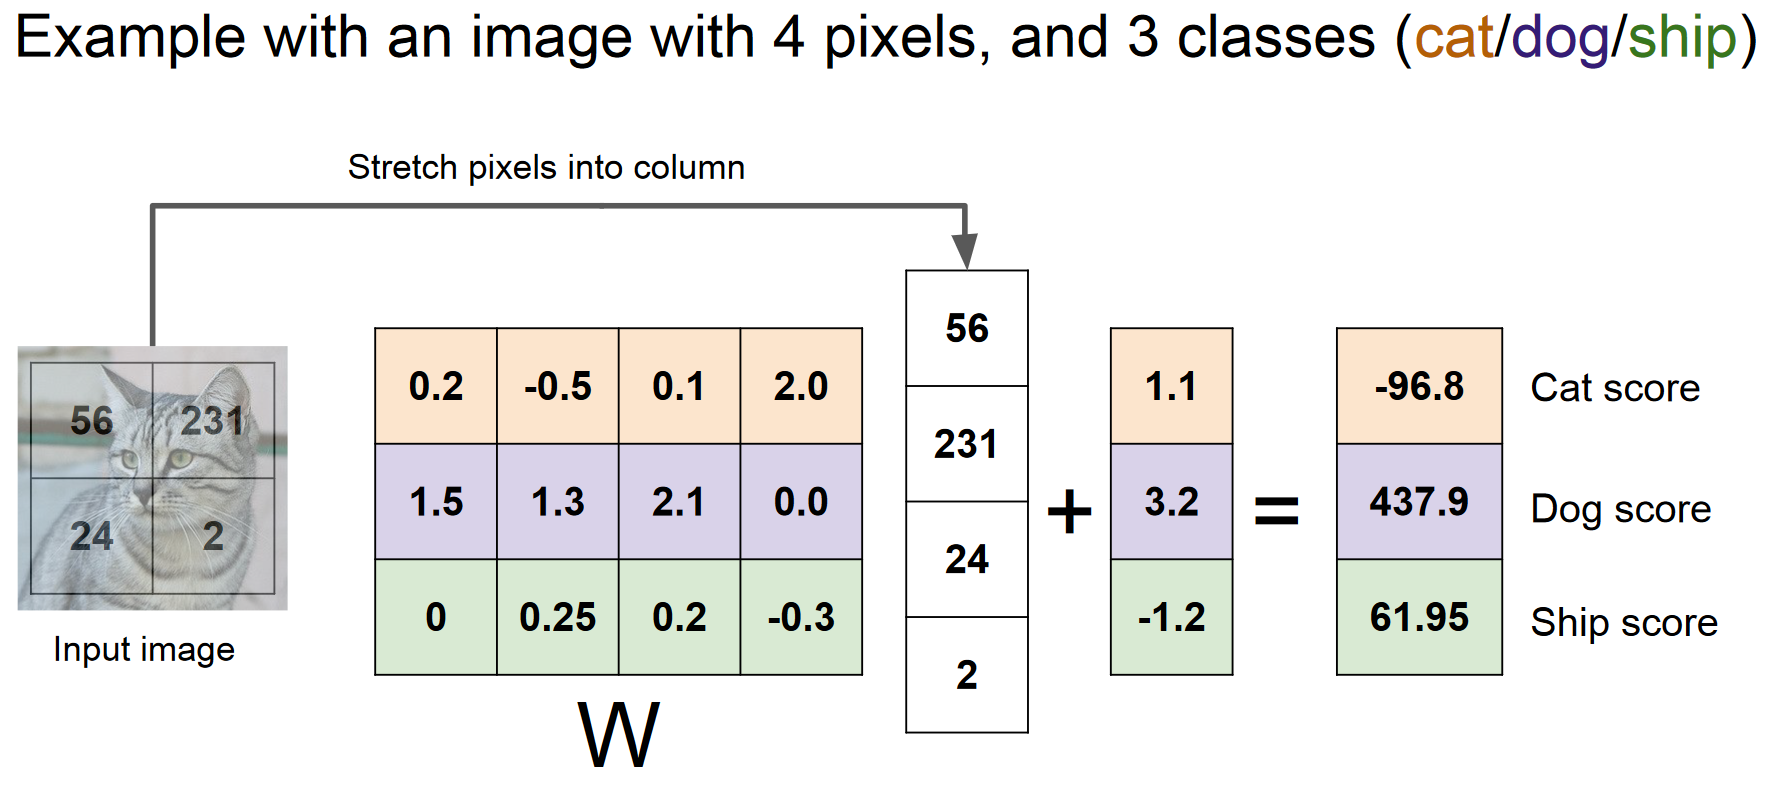 Example with an image with 4 pixels, and 3 classes (cat/dog/ship)
Stretch pixels into column
56 231
24 2
Input image
0.2 -0.5 0.1 2.0
1.5 1.3 2.1 0.0
0 0.25 0.2 -0.3
W
56
231
24
2
+
1.1
3.2
-1.2
=
-96.8 Cat score
437.9 Dog score
61.95 Ship score